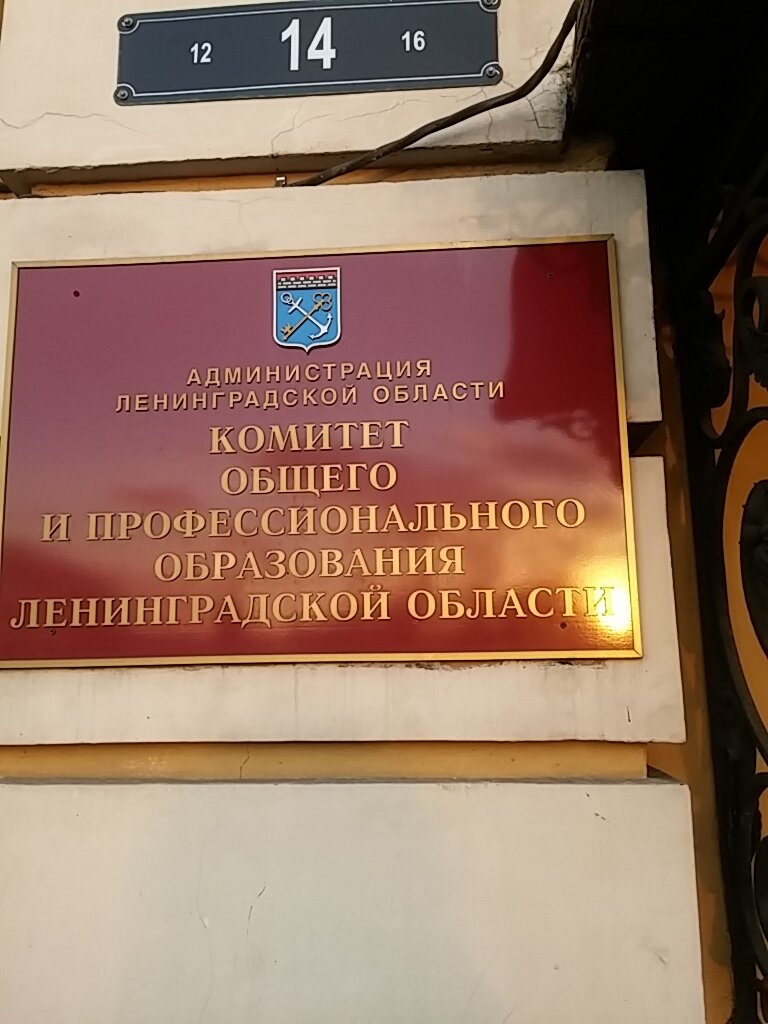 12 14 16
АДМИНИСТРАЦИЯ
ЛЕНИНГРАДСКОЙ ОБЛАСТИ
КОМИТЕТ
ОБЩЕГО
И ПРОФЕССИОНАЛЬНОГО
ОБРАЗОВАНИЯ
ЛЕНИНГРАДСКОЙ ОБЛАСТИ